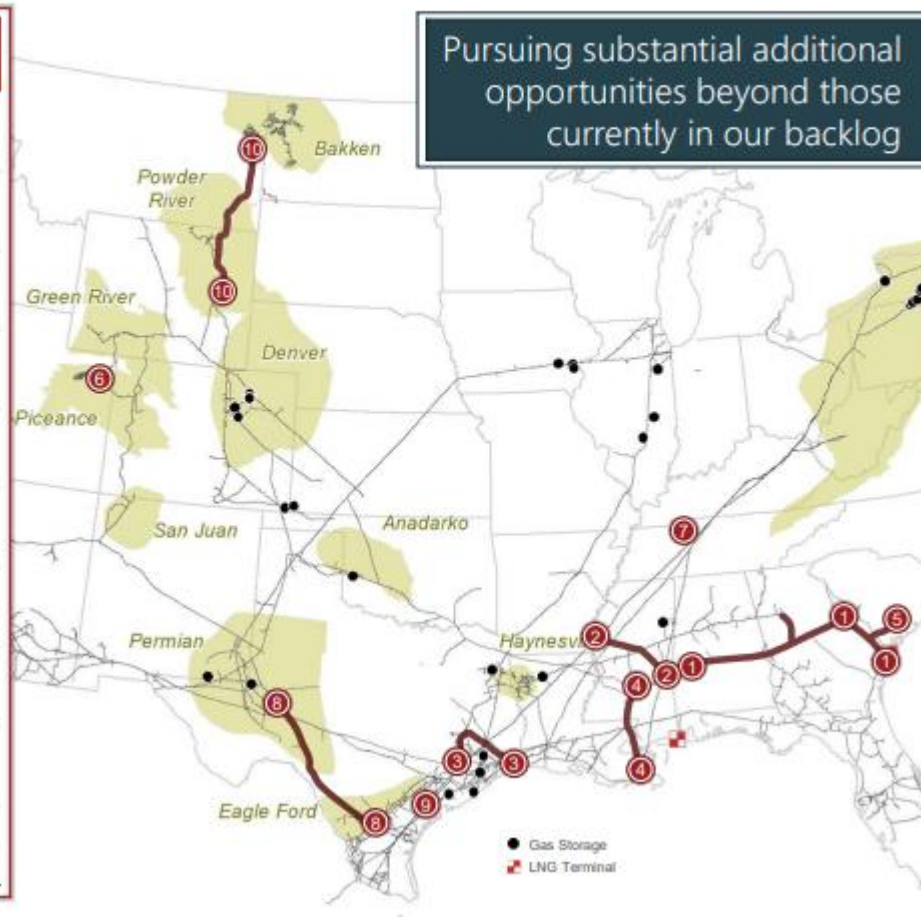 Pursuing substantial additional
opportunities beyond those
currently in our backlog
10
Bakken
Powder
River
10
Green River
Denver
6
Piceance
San Juan
Anadarko
7
Permian
Haynesvi
2
1
5
1
2
1
4
8
3
3
4
Eagle Ford
9
8
Gas Storage
LNG Terminal